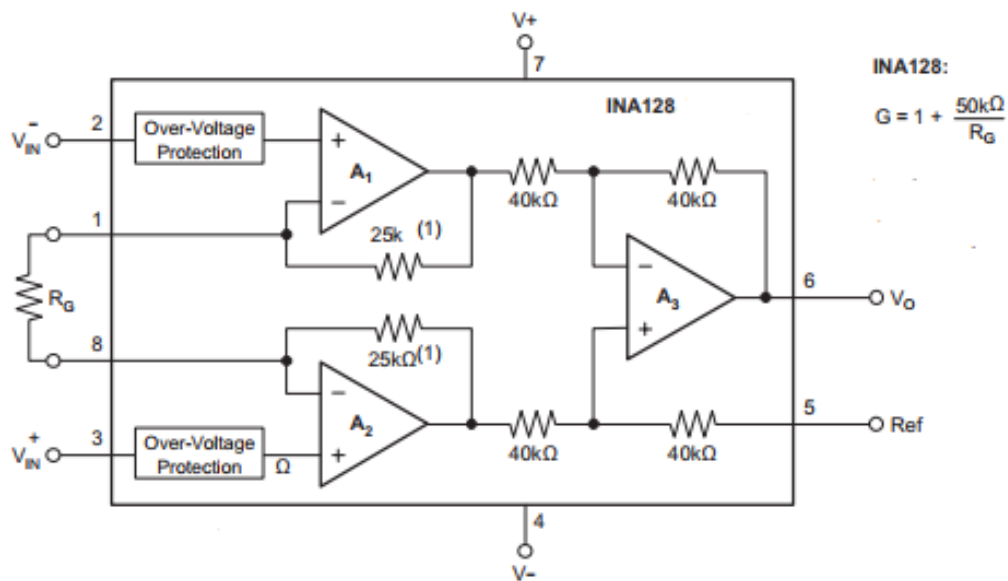 V+
7
INA128:
G = 1 + 50kΩ / R_G
INA128
V_IN^-
2
Over-Voltage
Protection
+
A_1
−
40kΩ
40kΩ
1
25k (1)
R_G
−
A_3
+
6
V_O
8
25kΩ(1)
−
A_2
+
5
Ref
V_IN^+
3
Over-Voltage
Protection
Ω
40kΩ
40kΩ
4
V−